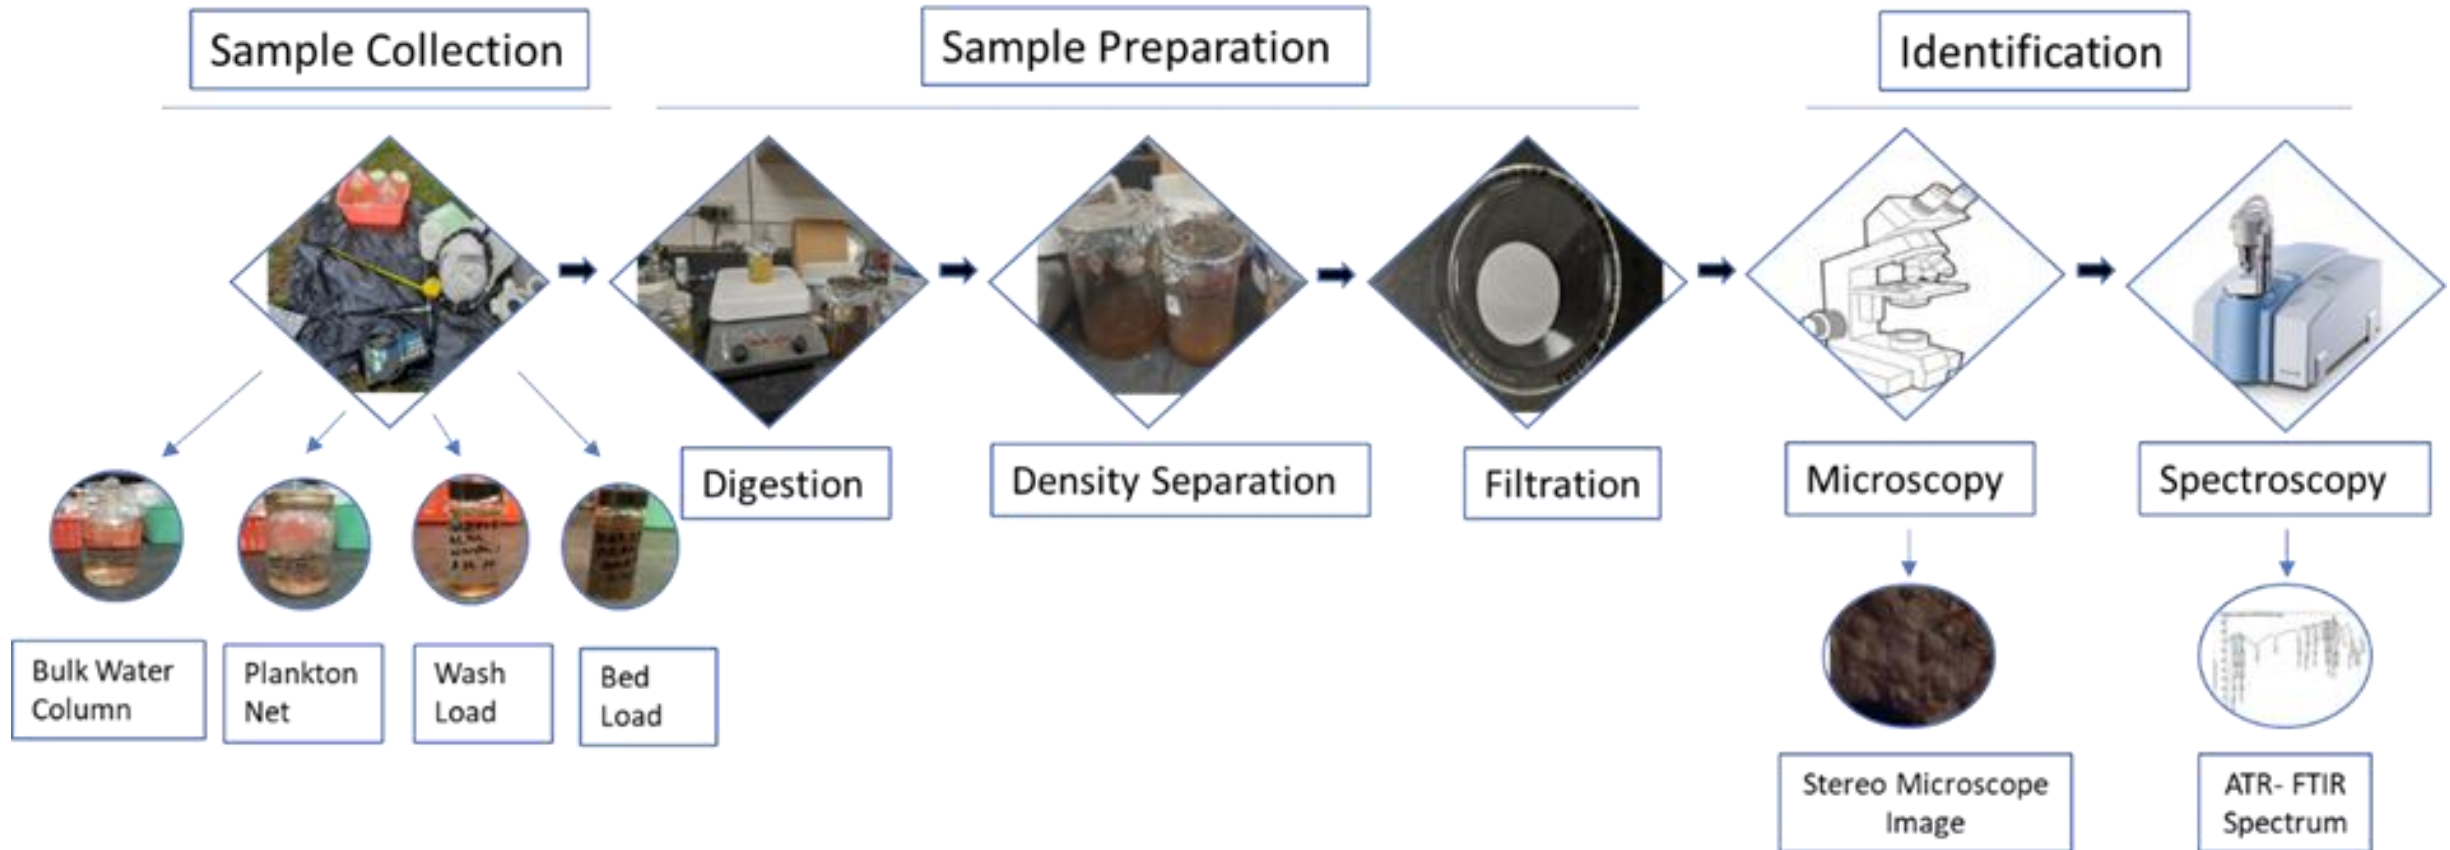 Sample Collection
Sample Preparation
Identification
Digestion
Density Separation
Filtration
Microscopy
Spectroscopy
Bulk Water
Column
Plankton
Net
Wash
Load
Bed
Load
Stereo Microscope
Image
ATR- FTIR
Spectrum